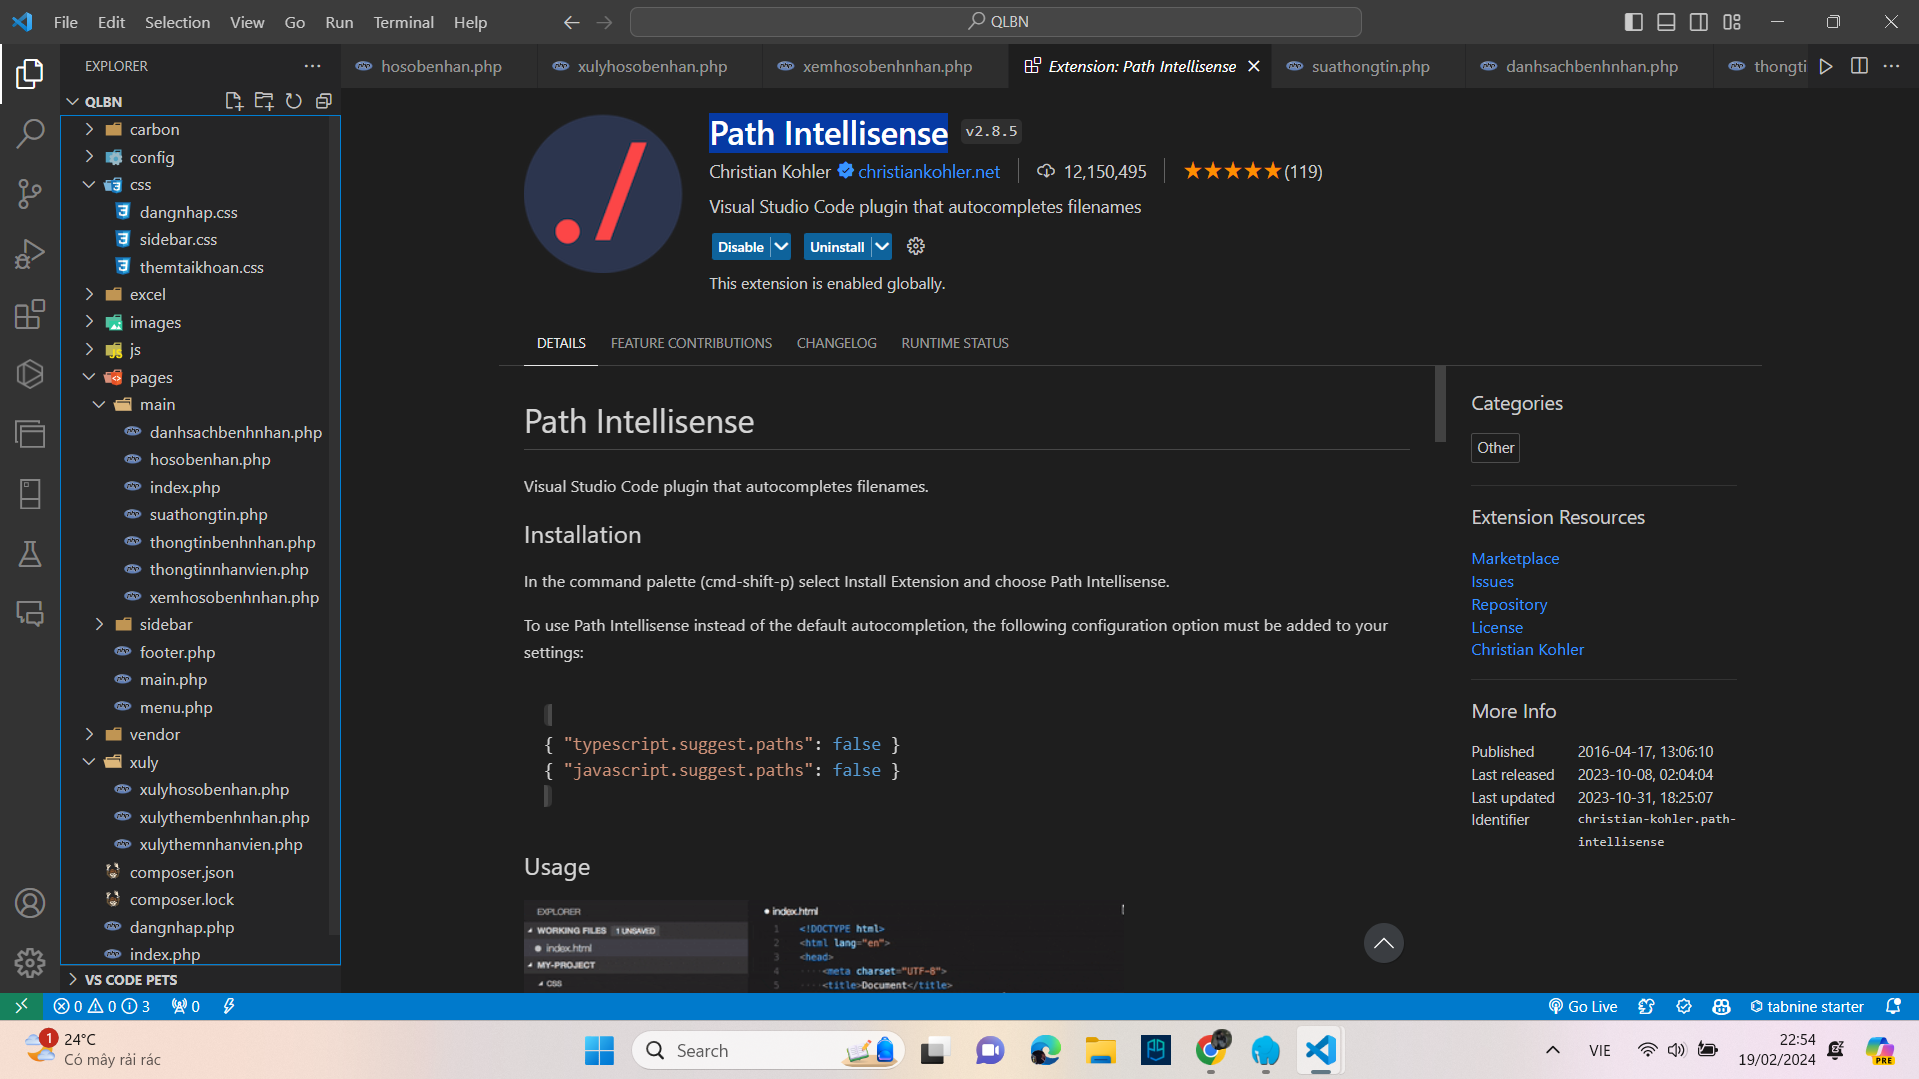 File Edit Selection View Go Run Terminal Help
QLBN
EXPLORER
hosobenhan.php
xulyhosobenhan.php
xemhosobenhnhan.php
Extension: Path Intellisense
suathongtin.php
danhsachbenhnhan.php
thongti
QLBN
carbon
config
css
dangnhap.css
sidebar.css
themtaikhoan.css
excel
images
js
pages
main
danhsachbenhnhan.php
hosobenhan.php
index.php
suathongtin.php
thongtinbenhnhan.php
thongtinnhanvien.php
xemhosobenhnhan.php
sidebar
footer.php
main.php
menu.php
vendor
xuly
xulyhosobenhan.php
xulythembenhnhan.php
xulythemnhanvien.php
composer.json
composer.lock
dangnhap.php
index.php
VS CODE PETS
./
Path Intellisense v2.8.5
Christian Kohler christiankohler.net 12,150,495 (119)
Visual Studio Code plugin that autocompletes filenames
Disable Uninstall
This extension is enabled globally.
DETAILS FEATURE CONTRIBUTIONS CHANGELOG RUNTIME STATUS
Path Intellisense
Visual Studio Code plugin that autocompletes filenames.
Installation
In the command palette (cmd-shift-p) select Install Extension and choose Path Intellisense.
To use Path Intellisense instead of the default autocompletion, the following configuration option must be added to your
settings:
{ "typescript.suggest.paths": false }
{ "javascript.suggest.paths": false }
Usage
EXPLORER
WORKING FILES 1 UNSAVED
index.html
MY-PROJECT
css
index.html
1 <!DOCTYPE html>
2 <html lang="en">
3 <head>
4 ····<meta charset="UTF-8">
5 ····<title>Document</title>
Categories
Other
Extension Resources
Marketplace
Issues
Repository
License
Christian Kohler
More Info
Published 2016-04-17, 13:06:10
Last released 2023-10-08, 02:04:04
Last updated 2023-10-31, 18:25:07
Identifier christian-kohler.path-
intellisense
0 0 3 0
Go Live
tabnine starter
1
24°C
Có mây rải rác
Search
PRE
VIE
22:54
19/02/2024